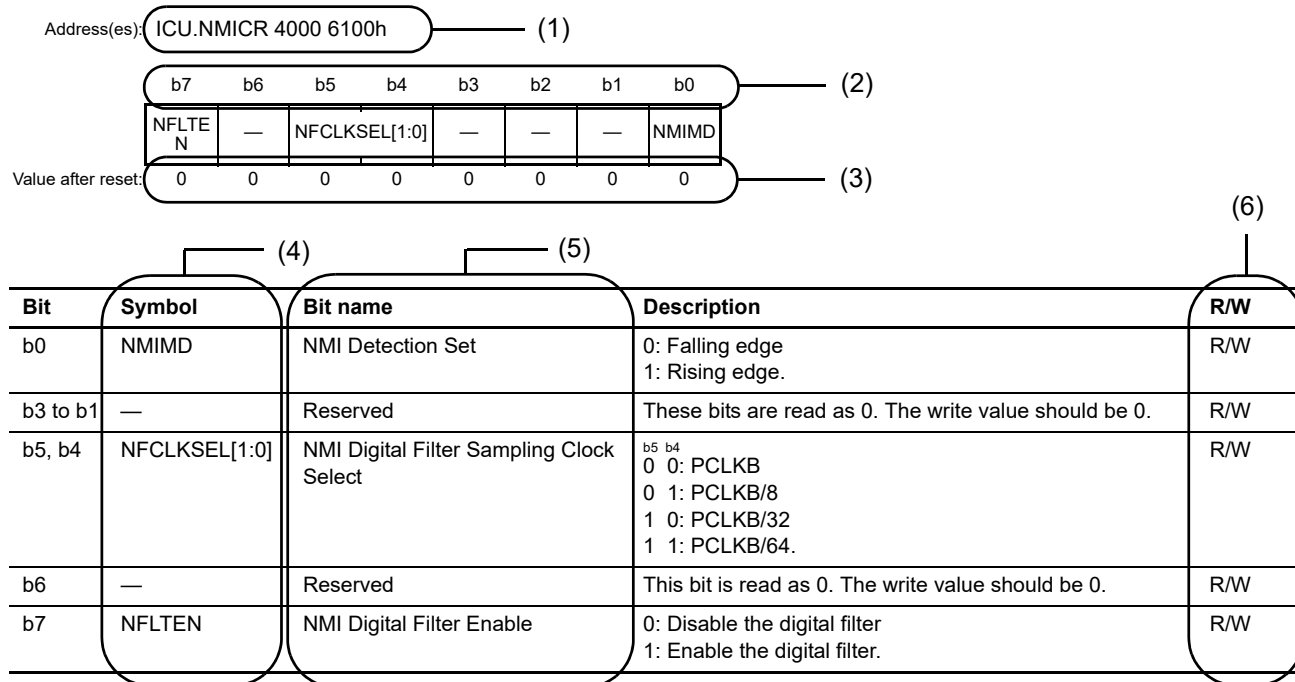 Address(es): ICU.NMICR 4000 6100h (1)
b7 b6 b5 b4 b3 b2 b1 b0 (2)
NFLTE
N — NFCLKSEL[1:0] — — — NMIMD
Value after reset: 0 0 0 0 0 0 0 0 (3)
(6)
(4) (5)
Bit Symbol Bit name Description R/W
b0 NMIMD NMI Detection Set 0: Falling edge R/W
1: Rising edge.
b3 to b1 — Reserved These bits are read as 0. The write value should be 0. R/W
b5, b4 NFCLKSEL[1:0] NMI Digital Filter Sampling Clock b5 b4 R/W
Select 0 0: PCLKB
0 1: PCLKB/8
1 0: PCLKB/32
1 1: PCLKB/64.
b6 — Reserved This bit is read as 0. The write value should be 0. R/W
b7 NFLTEN NMI Digital Filter Enable 0: Disable the digital filter R/W
1: Enable the digital filter.